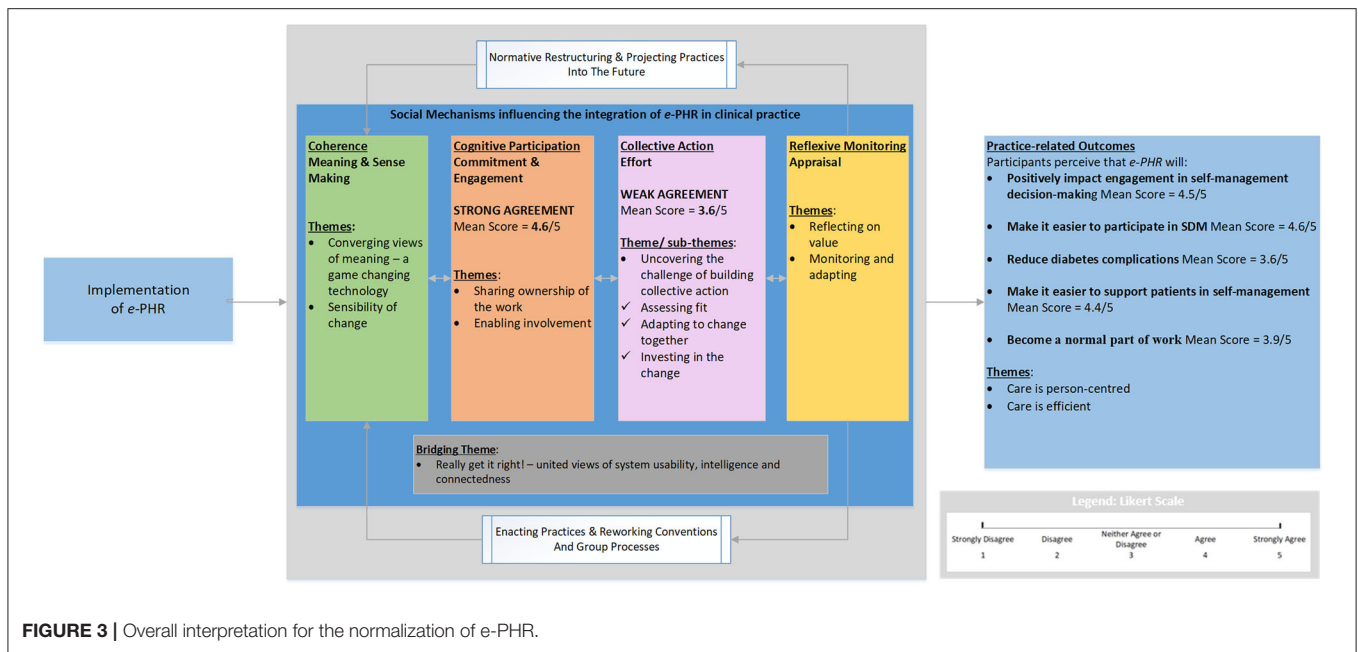 Normative Restructuring & Projecting Practices
Into The Future
Social Mechanisms influencing the integration of e-PHR in clinical practice
Implementation
of e-PHR
Coherence
Meaning & Sense
Making
Themes:
• Converging views
of meaning – a
game changing
technology
• Sensibility of
change
Cognitive Participation
Commitment &
Engagement
STRONG AGREEMENT
Mean Score = 4.6/5
Themes:
• Sharing ownership of
the work
• Enabling involvement
Collective Action
Effort
WEAK AGREEMENT
Mean Score = 3.6/5
Theme/ sub-themes:
• Uncovering the
challenge of building
collective action
✓ Assessing fit
✓ Adapting to change
together
✓ Investing in the
change
Reflexive Monitoring
Appraisal
Themes:
• Reflecting on
value
• Monitoring and
adapting
Bridging Theme:
• Really get it right! – united views of system usability, intelligence and
connectedness
Enacting Practices & Reworking Conventions
And Group Processes
Practice-related Outcomes
Participants perceive that e-PHR will:
• Positively impact engagement in self-management
decision-making Mean Score = 4.5/5
• Make it easier to participate in SDM Mean Score = 4.6/5
• Reduce diabetes complications Mean Score = 3.6/5
• Make it easier to support patients in self-management
Mean Score = 4.4/5
• Become a normal part of work Mean Score = 3.9/5
Themes:
• Care is person-centred
• Care is efficient
Legend: Likert Scale
Strongly Disagree Disagree Neither Agree or Disagree Agree Strongly Agree
1 2 3 4 5
FIGURE 3 | Overall interpretation for the normalization of e-PHR.